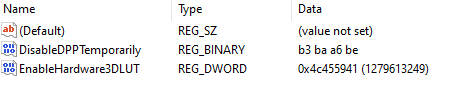 Name Type Data
(Default) REG_SZ (value not set)
DisableDPPTemporarily REG_BINARY b3 ba a6 be
EnableHardware3DLUT REG_DWORD 0x4c455941 (1279613249)